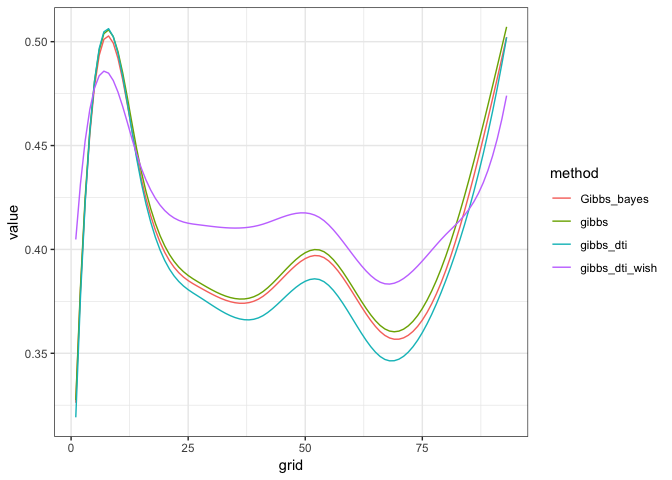 0.50
0.45
0.40
0.35
value
0
25
50
75
grid
method
Gibbs_bayes
gibbs
gibbs_dti
gibbs_dti_wish